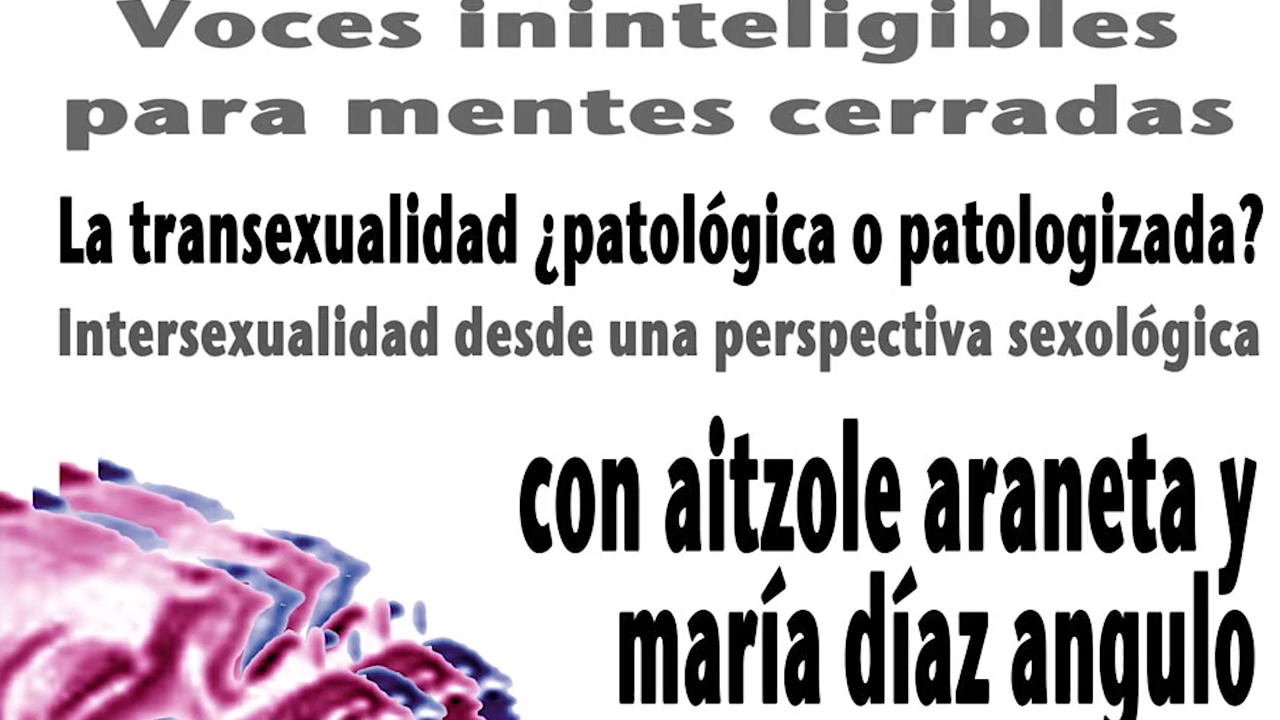 Voces ininteligibles
para mentes cerradas
La transexualidad ¿patológica o patologizada?
Intersexualidad desde una perspectiva sexológica
con aitzole araneta y
maría díaz angulo